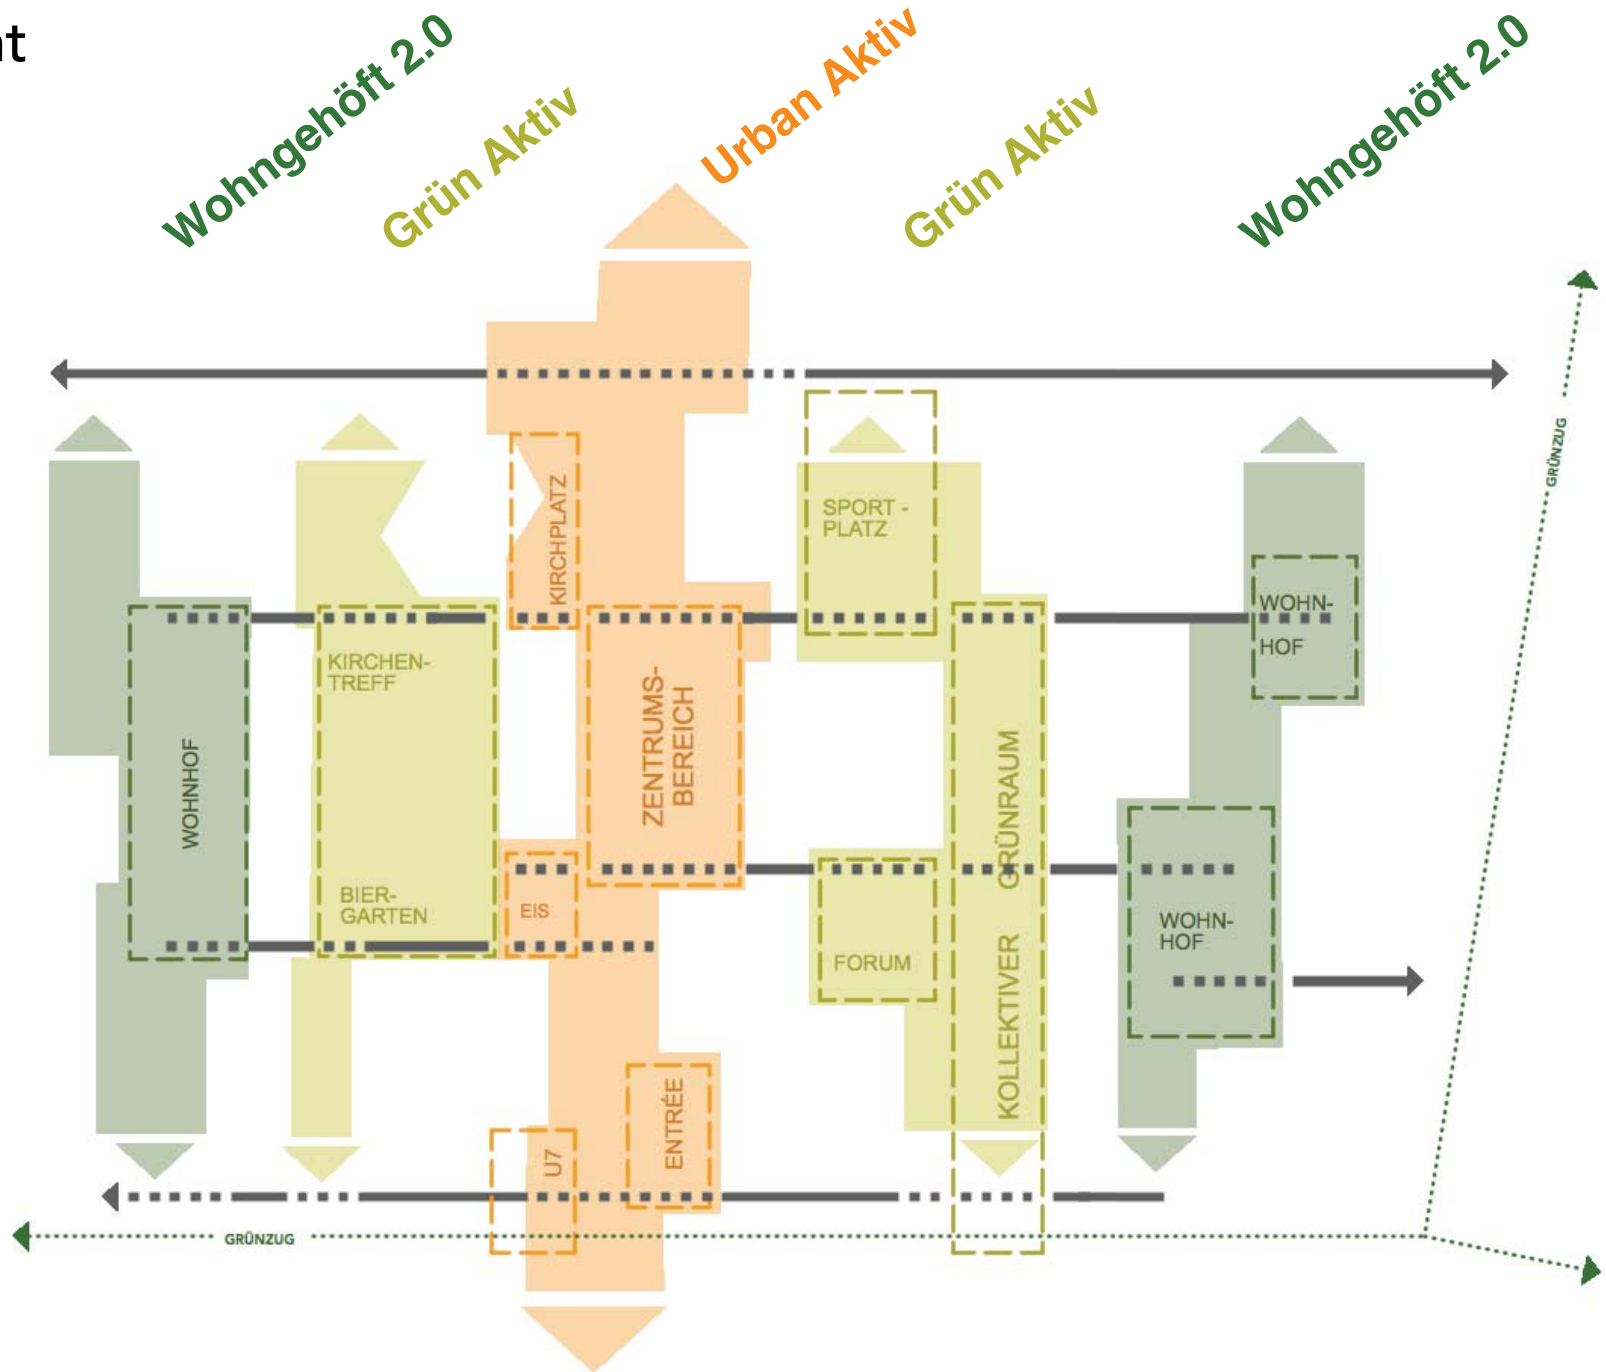 nt
Wohngehöft 2.0
Grün Aktiv
Urban Aktiv
Grün Aktiv
Wohngehöft 2.0
GRÜNZUG
KIRCHPLATZ
SPORT -
PLATZ
WOHN-
HOF
KIRCHEN-
TREFF
WOHNHOF
ZENTRUMS-
BEREICH
KOLLEKTIVER GRÜNRAUM
BIER-
GARTEN
EIS
FORUM
WOHN-
HOF
ENTRÉE
U7
GRÜNZUG